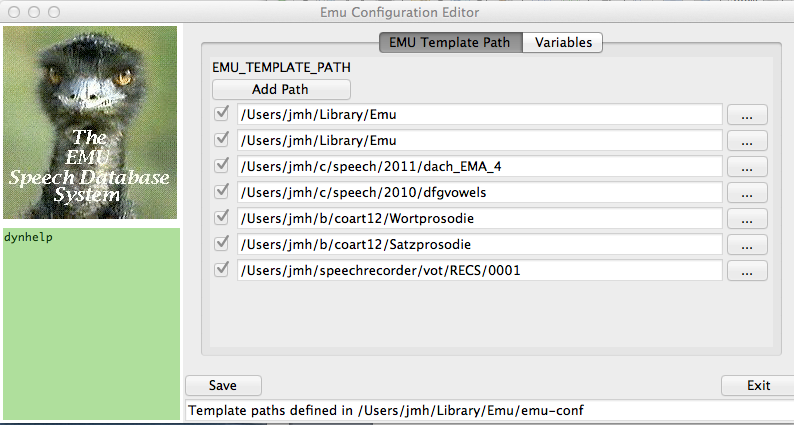 Emu Configuration Editor
The
EMU
Speech Database
System
dynhelp
EMU Template Path
Variables
EMU_TEMPLATE_PATH
Add Path
/Users/jmh/Library/Emu
...
/Users/jmh/Library/Emu
...
/Users/jmh/c/speech/2011/dach_EMA_4
...
/Users/jmh/c/speech/2010/dfgvowels
...
/Users/jmh/b/coart12/Wortprosodie
...
/Users/jmh/b/coart12/Satzprosodie
...
/Users/jmh/speechrecorder/vot/RECS/0001
...
Save
Exit
Template paths defined in /Users/jmh/Library/Emu/emu-conf